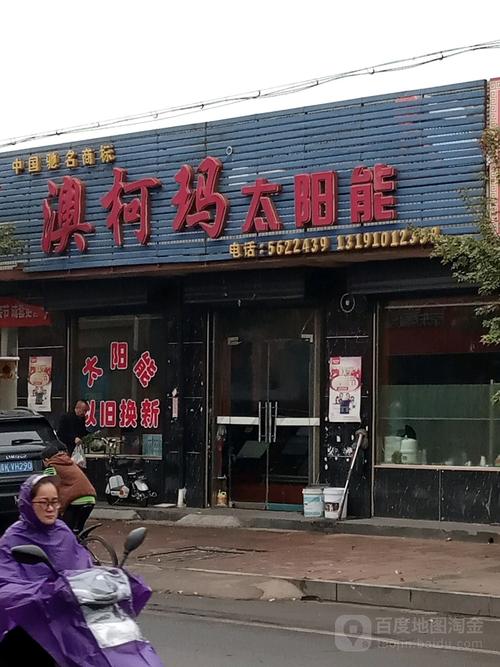 中国驰名商标
澳柯玛太阳能
电话:5622439
太阳能
以旧换新
百度地图淘金